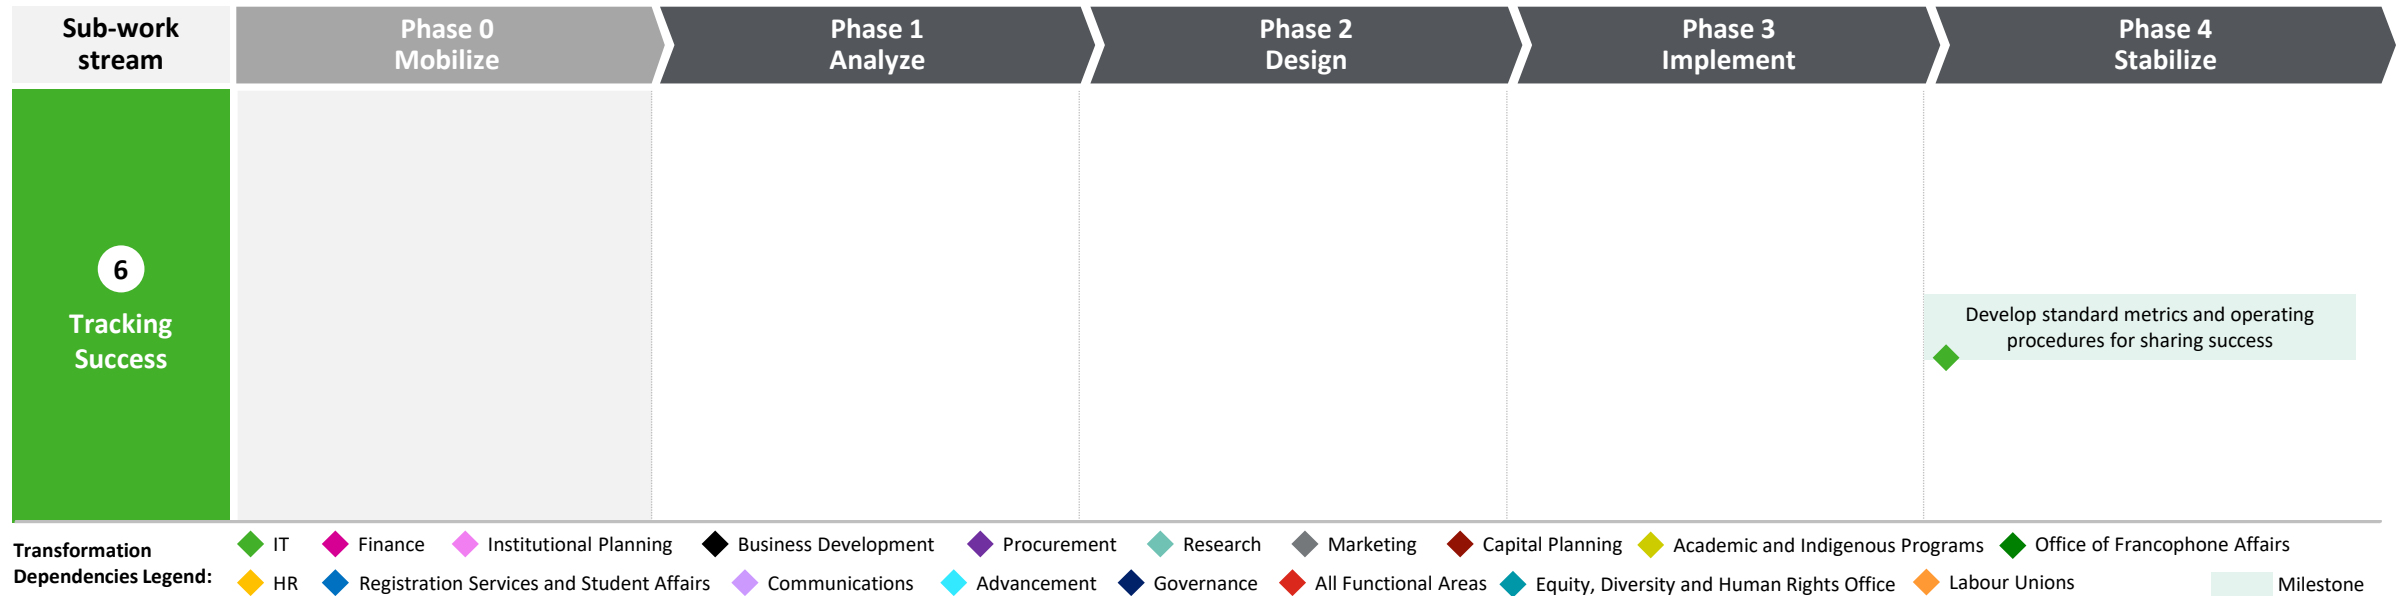 Sub-work
stream
Phase 0
Mobilize
Phase 1
Analyze
Phase 2
Design
Phase 3
Implement
Phase 4
Stabilize
6
Tracking
Success
Develop standard metrics and operating
procedures for sharing success
Transformation
Dependencies Legend:
IT
Finance
Institutional Planning
Business Development
Procurement
Research
Marketing
Capital Planning
Academic and Indigenous Programs
Office of Francophone Affairs
HR
Registration Services and Student Affairs
Communications
Advancement
Governance
All Functional Areas
Equity, Diversity and Human Rights Office
Labour Unions
Milestone